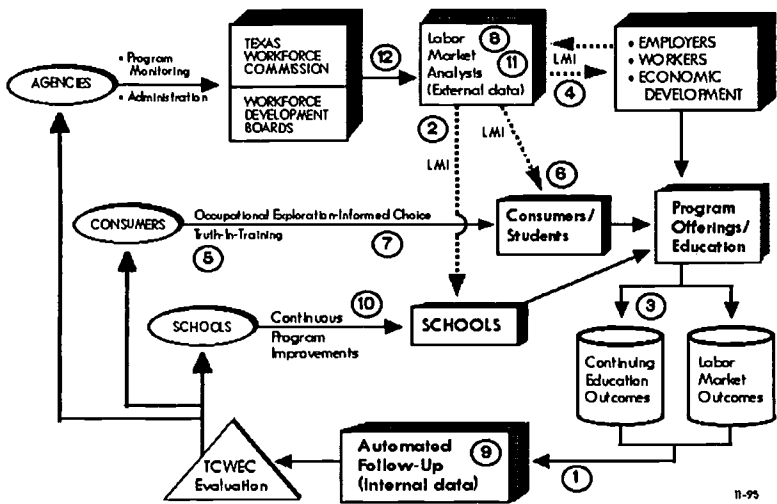 • Program
Monitoring
AGENCIES
• Administration
TEXAS
WORKFORCE
COMMISSION
WORKFORCE
DEVELOPMENT
BOARDS
12
Labor
Market
Analysis
(External data)
8
11
LMI
4
• EMPLOYERS
• WORKERS
• ECONOMIC
DEVELOPMENT
2
LMI
LMI
6
CONSUMERS
Occupational Exploration-Informed Choice
Truth-In-Training
5
7
Consumers/
Students
Program
Offerings/
Education
SCHOOLS
Continuous
Program
Improvements
10
SCHOOLS
3
Continuing
Education
Outcomes
Labor
Market
Outcomes
TCWEC
Evaluation
Automated
Follow-Up
(Internal data)
9
1
11-95